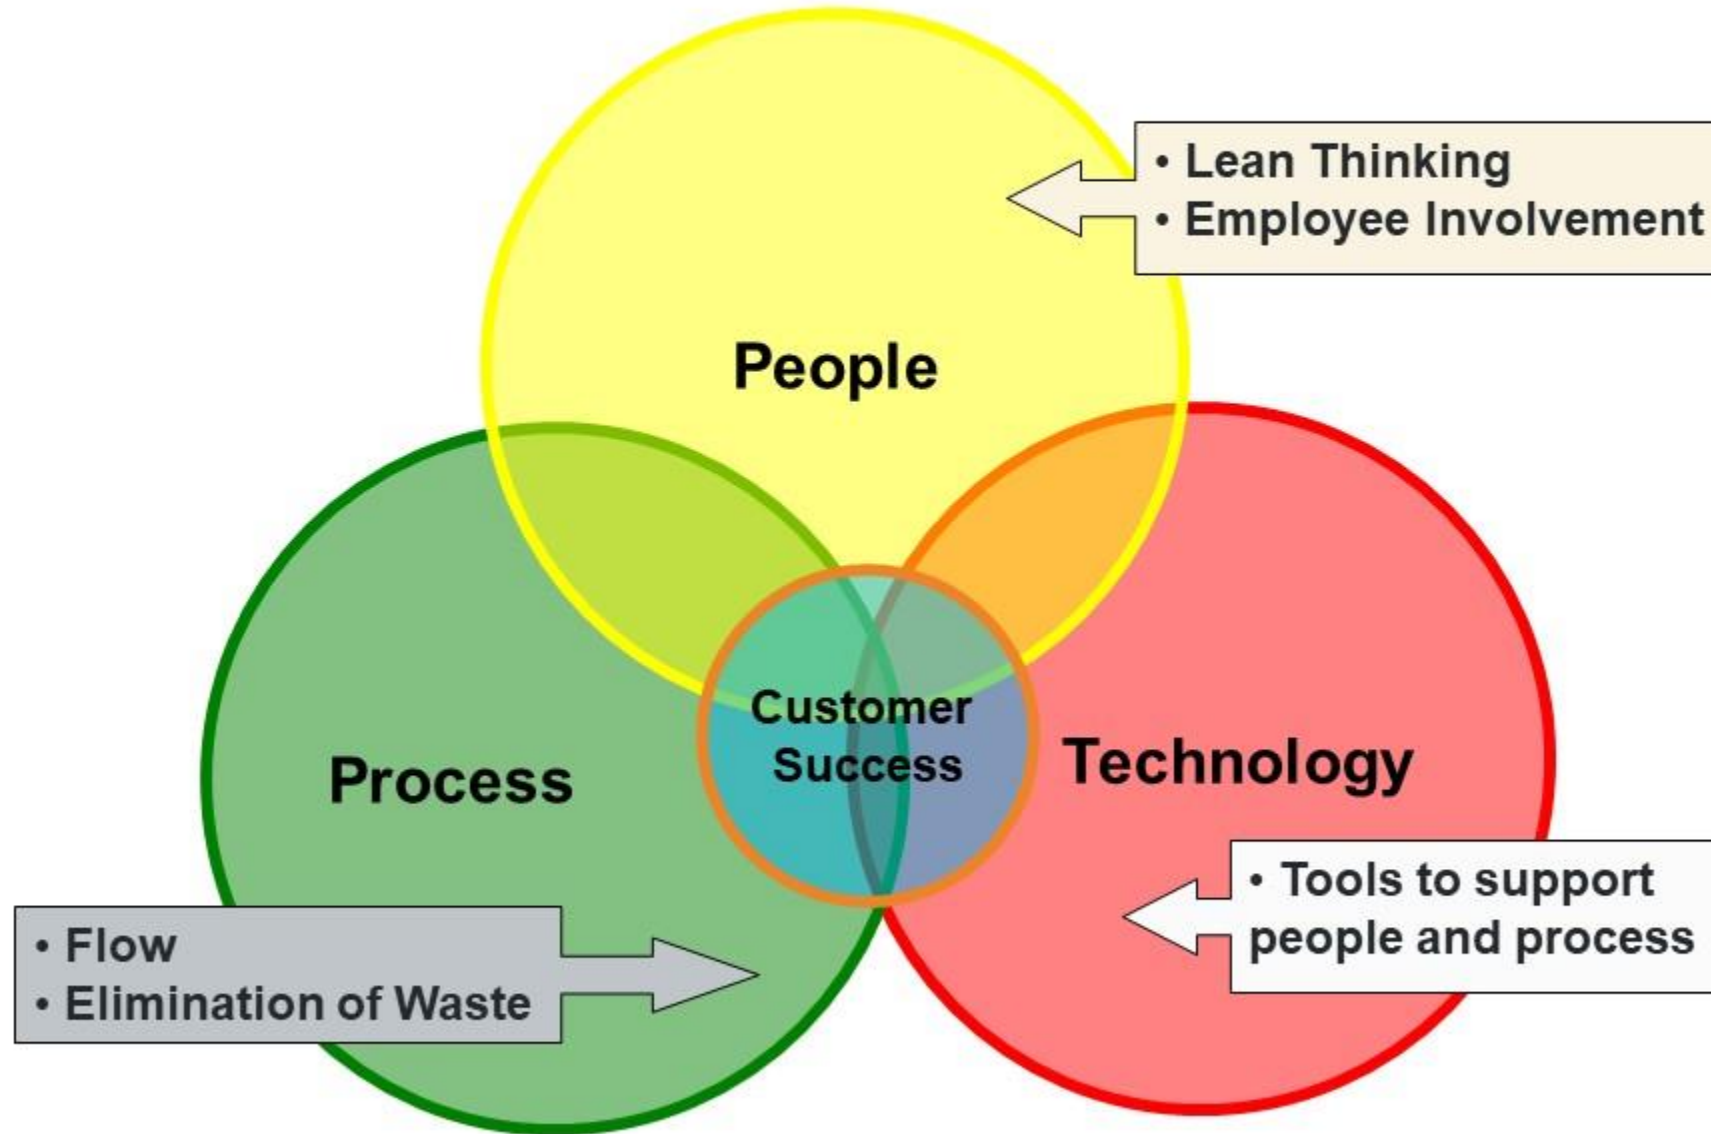 • Lean Thinking
• Employee Involvement
People
Customer
Success
Process
Technology
• Tools to support
people and process
• Flow
• Elimination of Waste